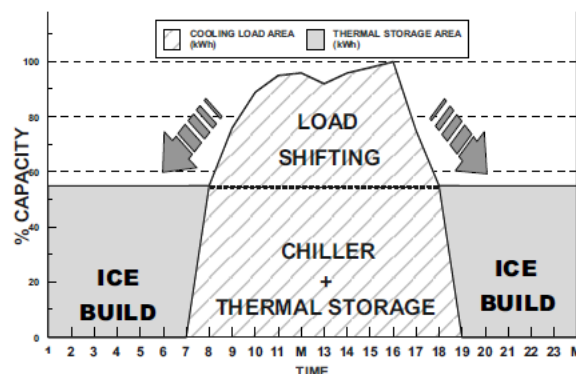 COOLING LOAD AREA
(kWh)
THERMAL STORAGE AREA
(kWh)
% CAPACITY
100
80
60
40
20
0
LOAD
SHIFTING
CHILLER
+
THERMAL STORAGE
ICE
BUILD
ICE
BUILD
1 2 3 4 5 6 7 8 9 10 11 M 13 14 15 16 17 18 19 20 21 22 23 M
TIME